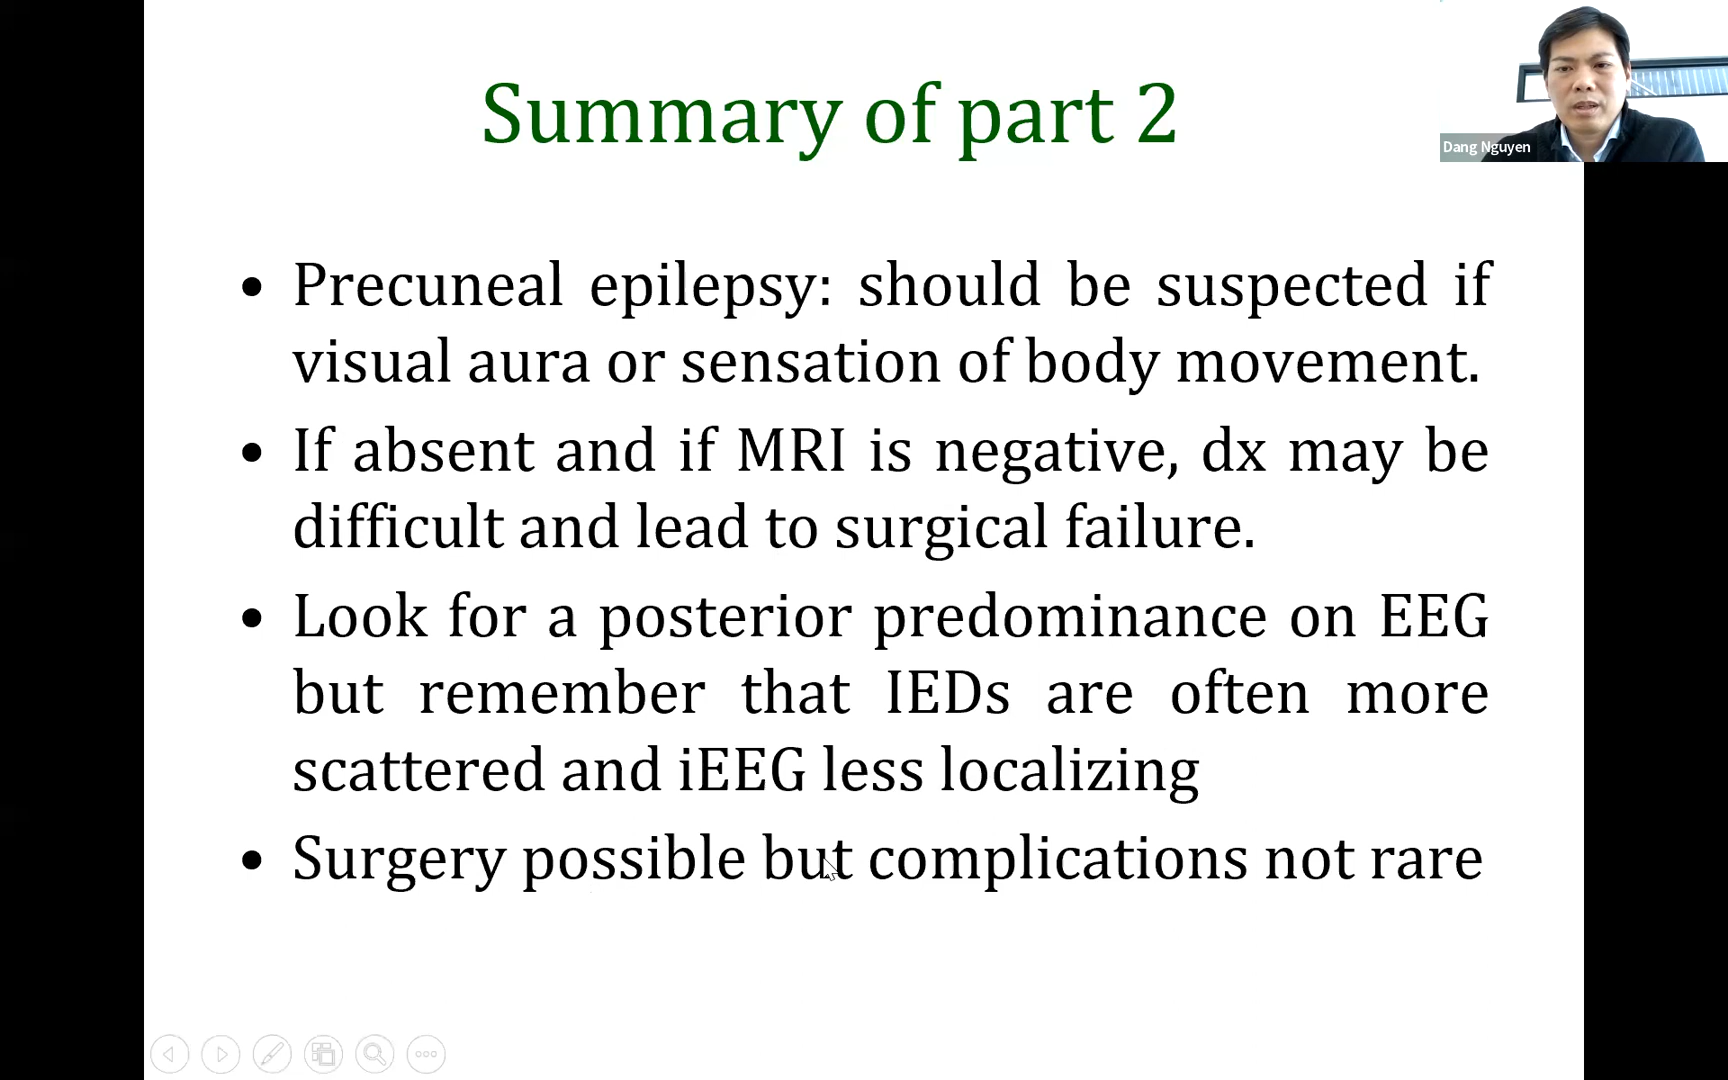 Summary of part 2
Dang Nguyen
• Precuneal epilepsy: should be suspected if
visual aura or sensation of body movement.
• If absent and if MRI is negative, dx may be
difficult and lead to surgical failure.
• Look for a posterior predominance on EEG
but remember that IEDs are often more
scattered and iEEG less localizing
• Surgery possible but complications not rare